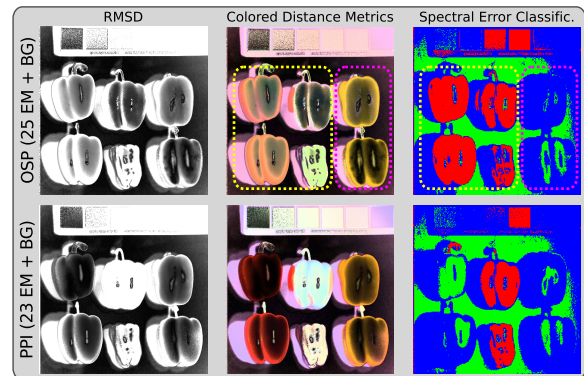 RMSD Colored Distance Metrics Spectral Error Classific.
OSP (25 EM + BG)
PPI (23 EM + BG)